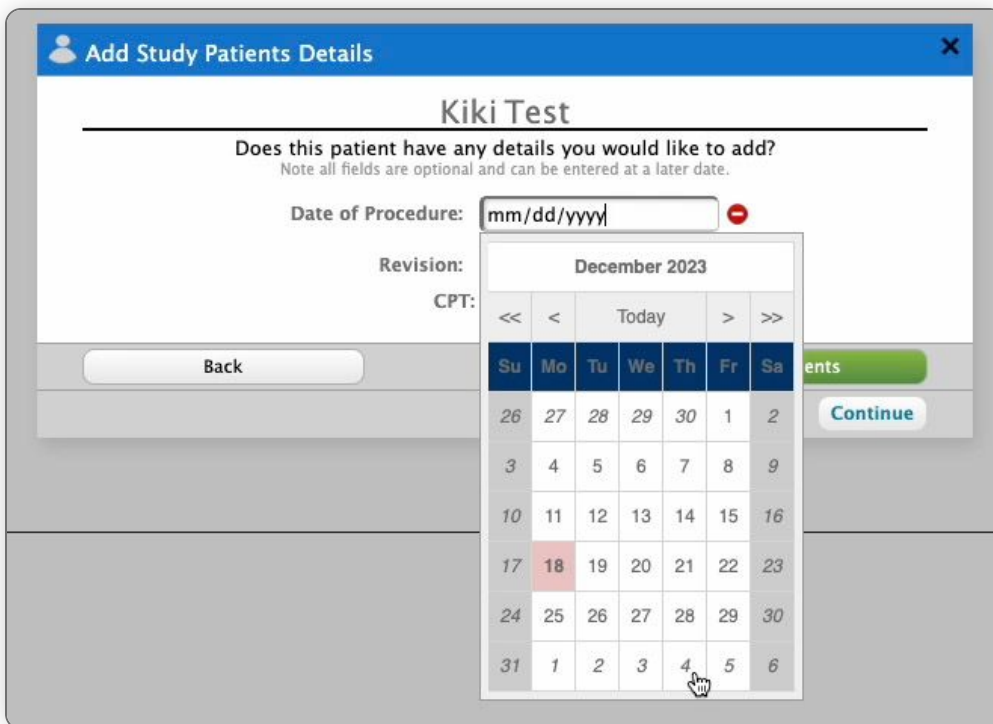 Add Study Patients Details
Kiki Test
Does this patient have any details you would like to add?
Note all fields are optional and can be entered at a later date.
Date of Procedure: mm/dd/yyyy
Revision:
CPT:
December 2023
<< < Today > >>
Su Mo Tu We Th Fr Sa
26 27 28 29 30 1 2
3 4 5 6 7 8 9
10 11 12 13 14 15 16
17 18 19 20 21 22 23
24 25 26 27 28 29 30
31 1 2 3 4 5 6
Back ents
Continue